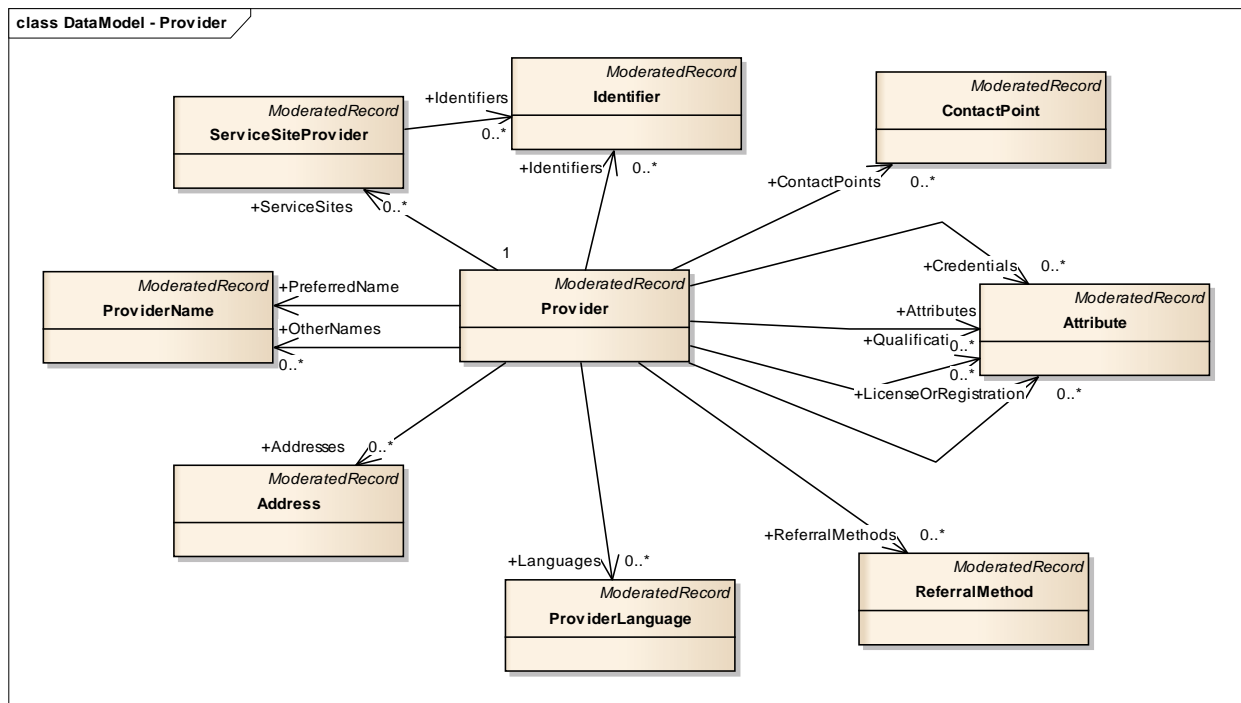 class DataModel - Provider
ModeratedRecord
Identifier
ModeratedRecord
ContactPoint
ModeratedRecord
ServiceSiteProvider
+Identifiers
0..*
+Identifiers
0..*
+ContactPoints
0..*
+ServiceSites
0..*
1
+Credentials
0..*
ModeratedRecord
ProviderName
+PreferredName
+OtherNames
0..*
ModeratedRecord
Provider
ModeratedRecord
Attribute
+Attributes
0..*
+Qualificati
0..*
+LicenseOrRegistration
0..*
+Addresses
0..*
ModeratedRecord
Address
+Languages
0..*
ModeratedRecord
ProviderLanguage
+ReferralMethods
0..*
ModeratedRecord
ReferralMethod